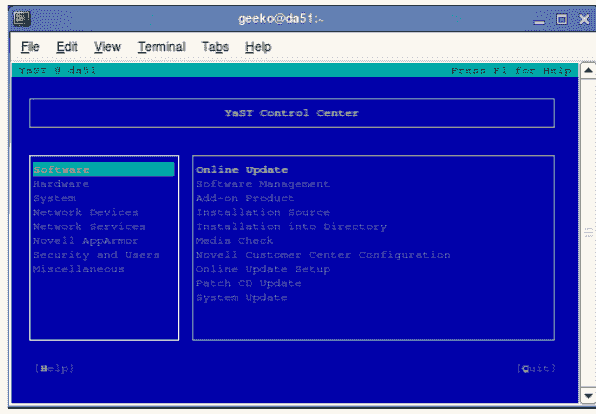 geeko@da51:~
File Edit View Terminal Tabs Help
YaST @ da51 Press F1 for Help
YaST Control Center
Software
Hardware
System
Network Devices
Network Services
Novell AppArmor
Security and Users
Miscellaneous
Online Update
Software Management
Add-on Product
Installation Source
Installation into Directory
Media Check
Novell Customer Center Configuration
Online Update Setup
Patch CD Update
System Update
[Help] [Quit]